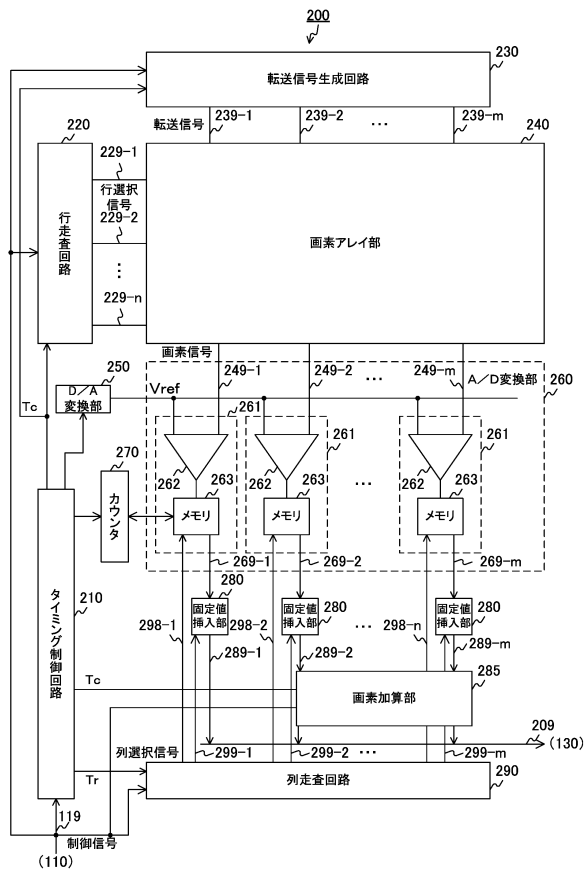 200
230
転送信号生成回路
239-1
239-2
239-m
転送信号
…
220
240
229-1
行選択
信号
229-2
行走査回路
⋮
229-n
画素アレイ部
画素信号
249-1
249-2
…
249-m
A/D変換部
260
250
D/A
変換部
Vref
Tc
261
261
261
262
262
262
270
カウンタ
263
メモリ
263
メモリ
…
263
メモリ
269-1
269-2
269-m
210
タイミング制御回路
280
280
280
固定値
挿入部
固定値
挿入部
固定値
挿入部
298-1
298-2
…
298-n
289-1
289-2
289-m
285
Tc
画素加算部
209
(130)
列選択信号
299-1
299-2
…
299-m
Tr
列走査回路
290
119
制御信号
(110)